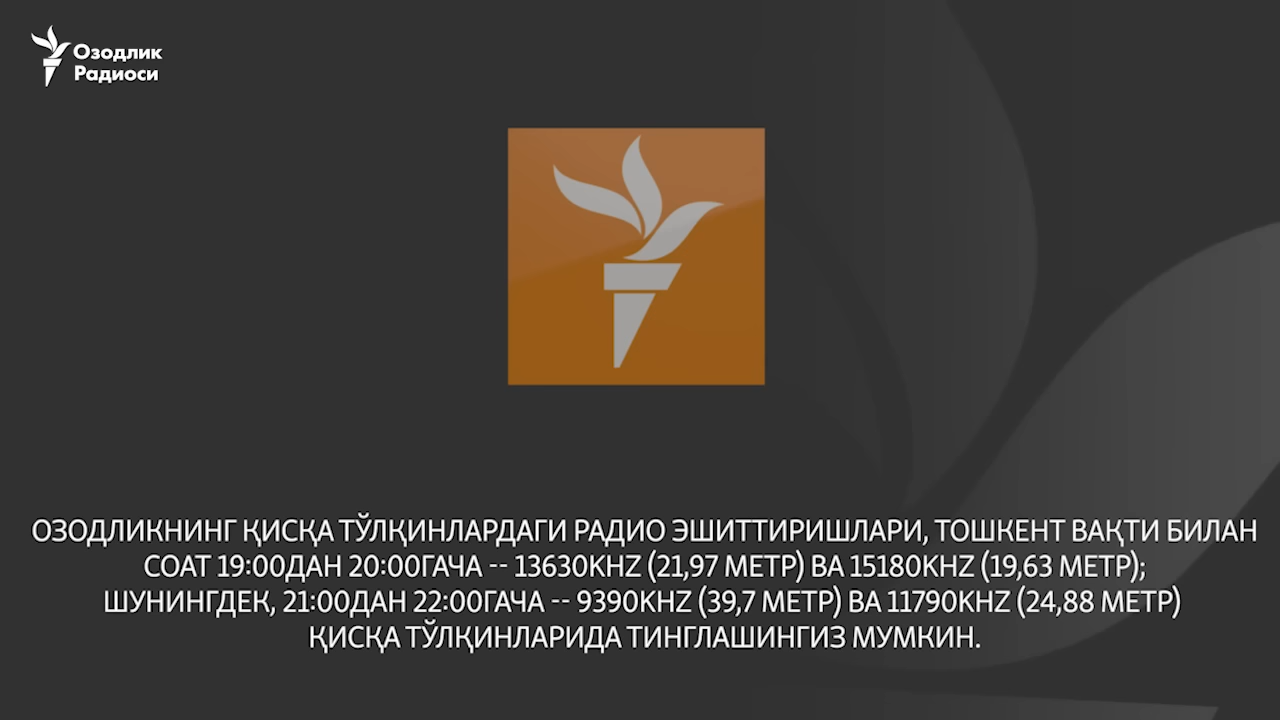 Озодлик
Радиоси
ОЗОДЛИКНИНГ ҚИСҚА ТЎЛҚИНЛАРДАГИ РАДИО ЭШИТТИРИШЛАРИ, ТОШКЕНТ ВАҚТИ БИЛАН
СОАТ 19:00ДАН 20:00ГАЧА -- 13630KHZ (21,97 МЕТР) ВА 15180KHZ (19,63 МЕТР);
ШУНИНГДЕК, 21:00ДАН 22:00ГАЧА -- 9390KHZ (39,7 МЕТР) ВА 11790KHZ (24,88 МЕТР)
ҚИСҚА ТЎЛҚИНЛАРИДА ТИНГЛАШИНГИЗ МУМКИН.